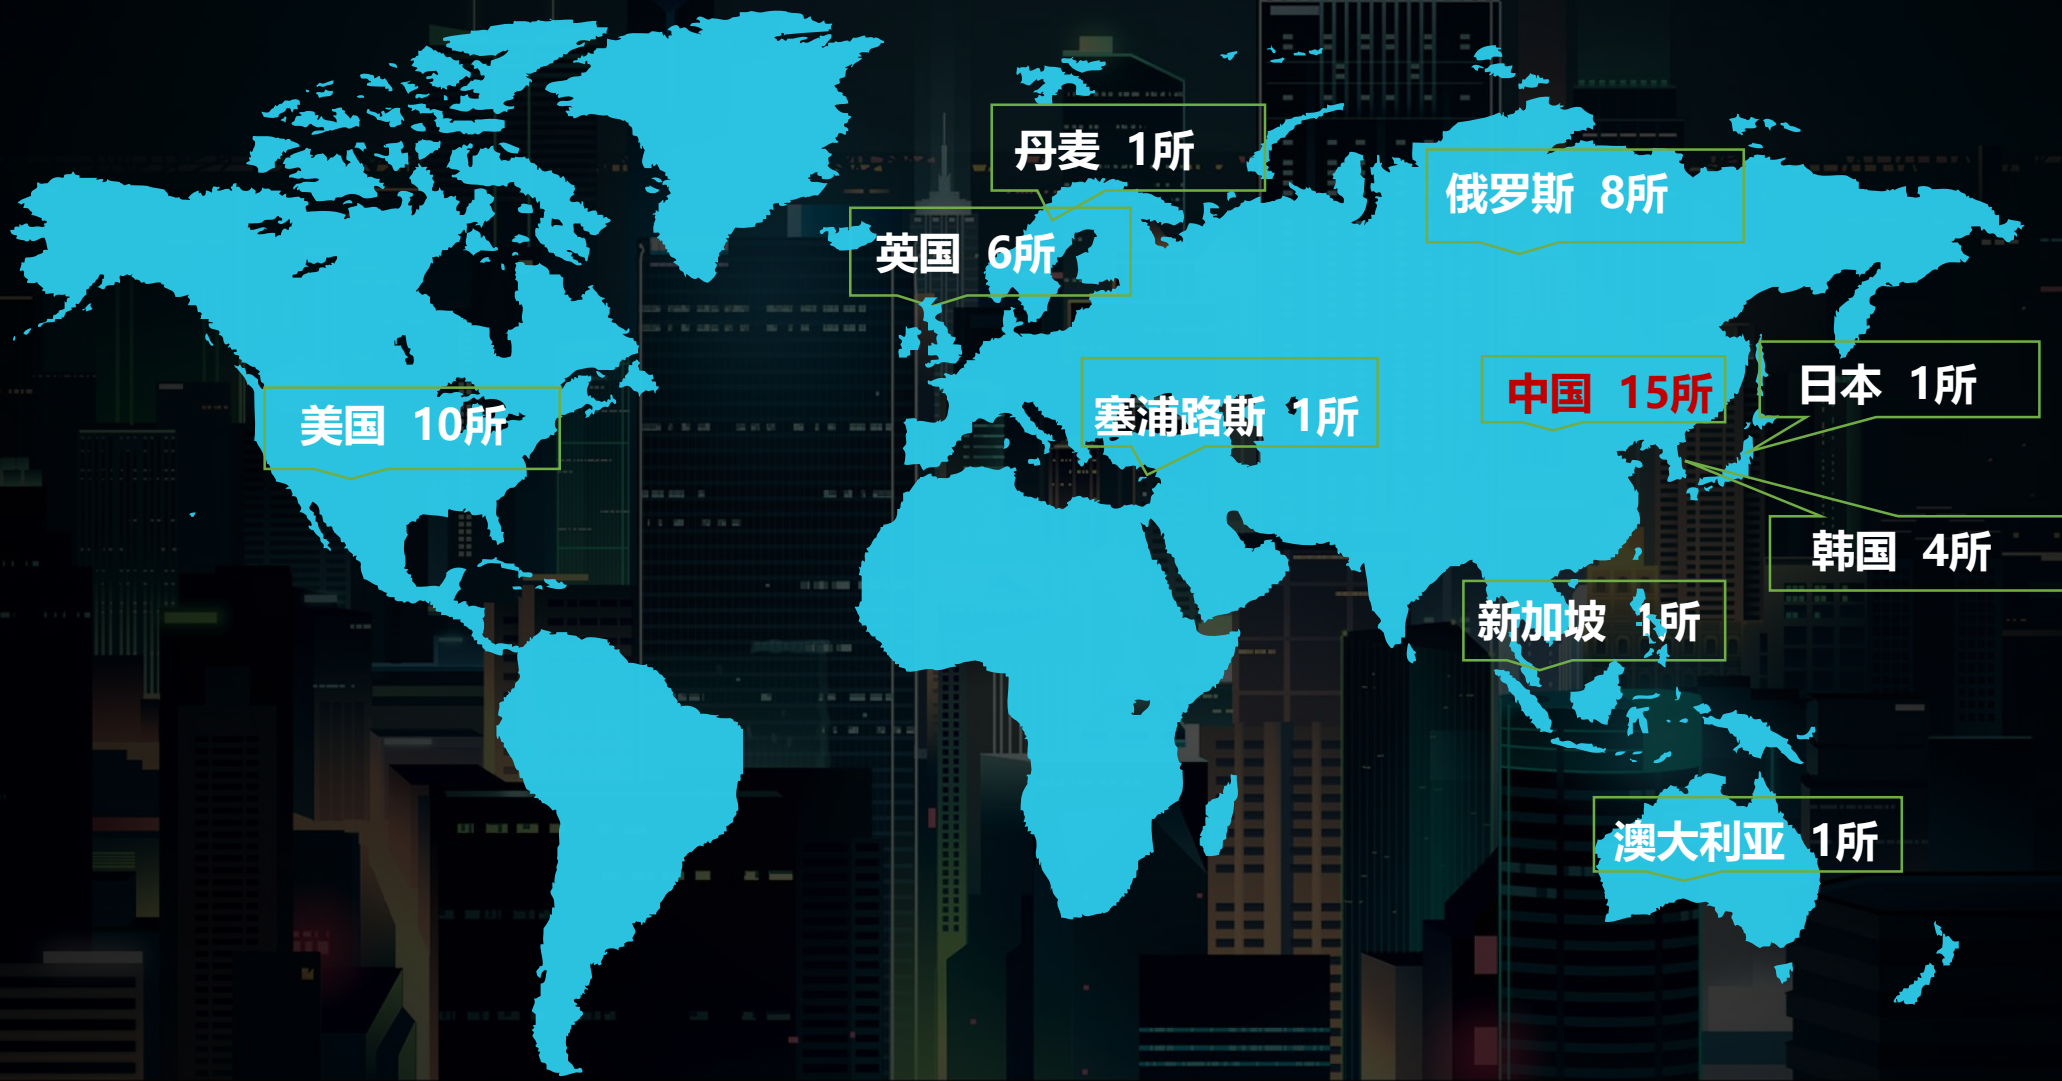 丹麦 1所
俄罗斯 8所
英国 6所
美国 10所
塞浦路斯 1所
中国 15所
日本 1所
韩国 4所
新加坡 1所
澳大利亚 1所